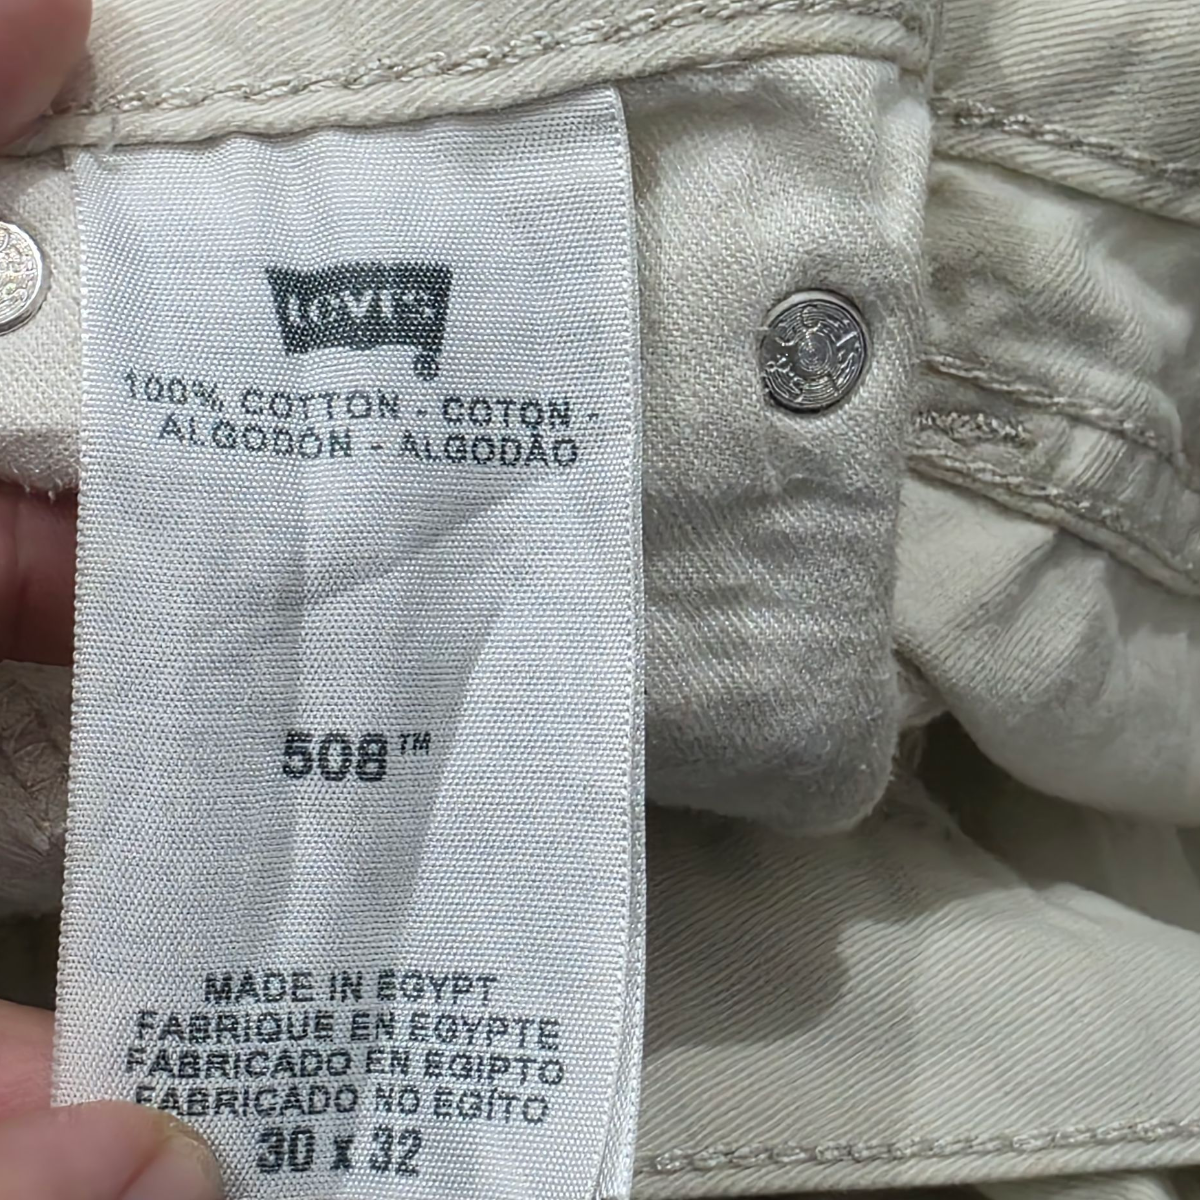 Levi's
®
100% COTTON - COTON -
ALGODÓN - ALGODÃO
508™
MADE IN EGYPT
FABRIQUE EN EGYPTE
FABRICADO EN EGIPTO
FABRICADO NO EGÍTO
30 x 32